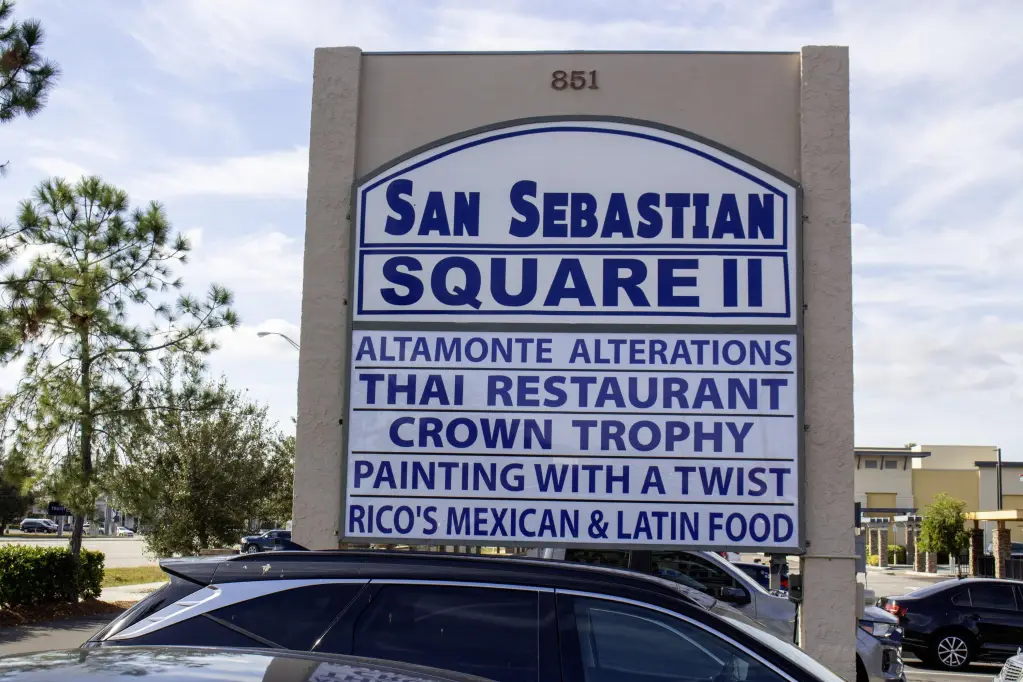 851
SAN SEBASTIAN
SQUARE II
ALTAMONTE ALTERATIONS
THAI RESTAURANT
CROWN TROPHY
PAINTING WITH A TWIST
RICO'S MEXICAN & LATIN FOOD